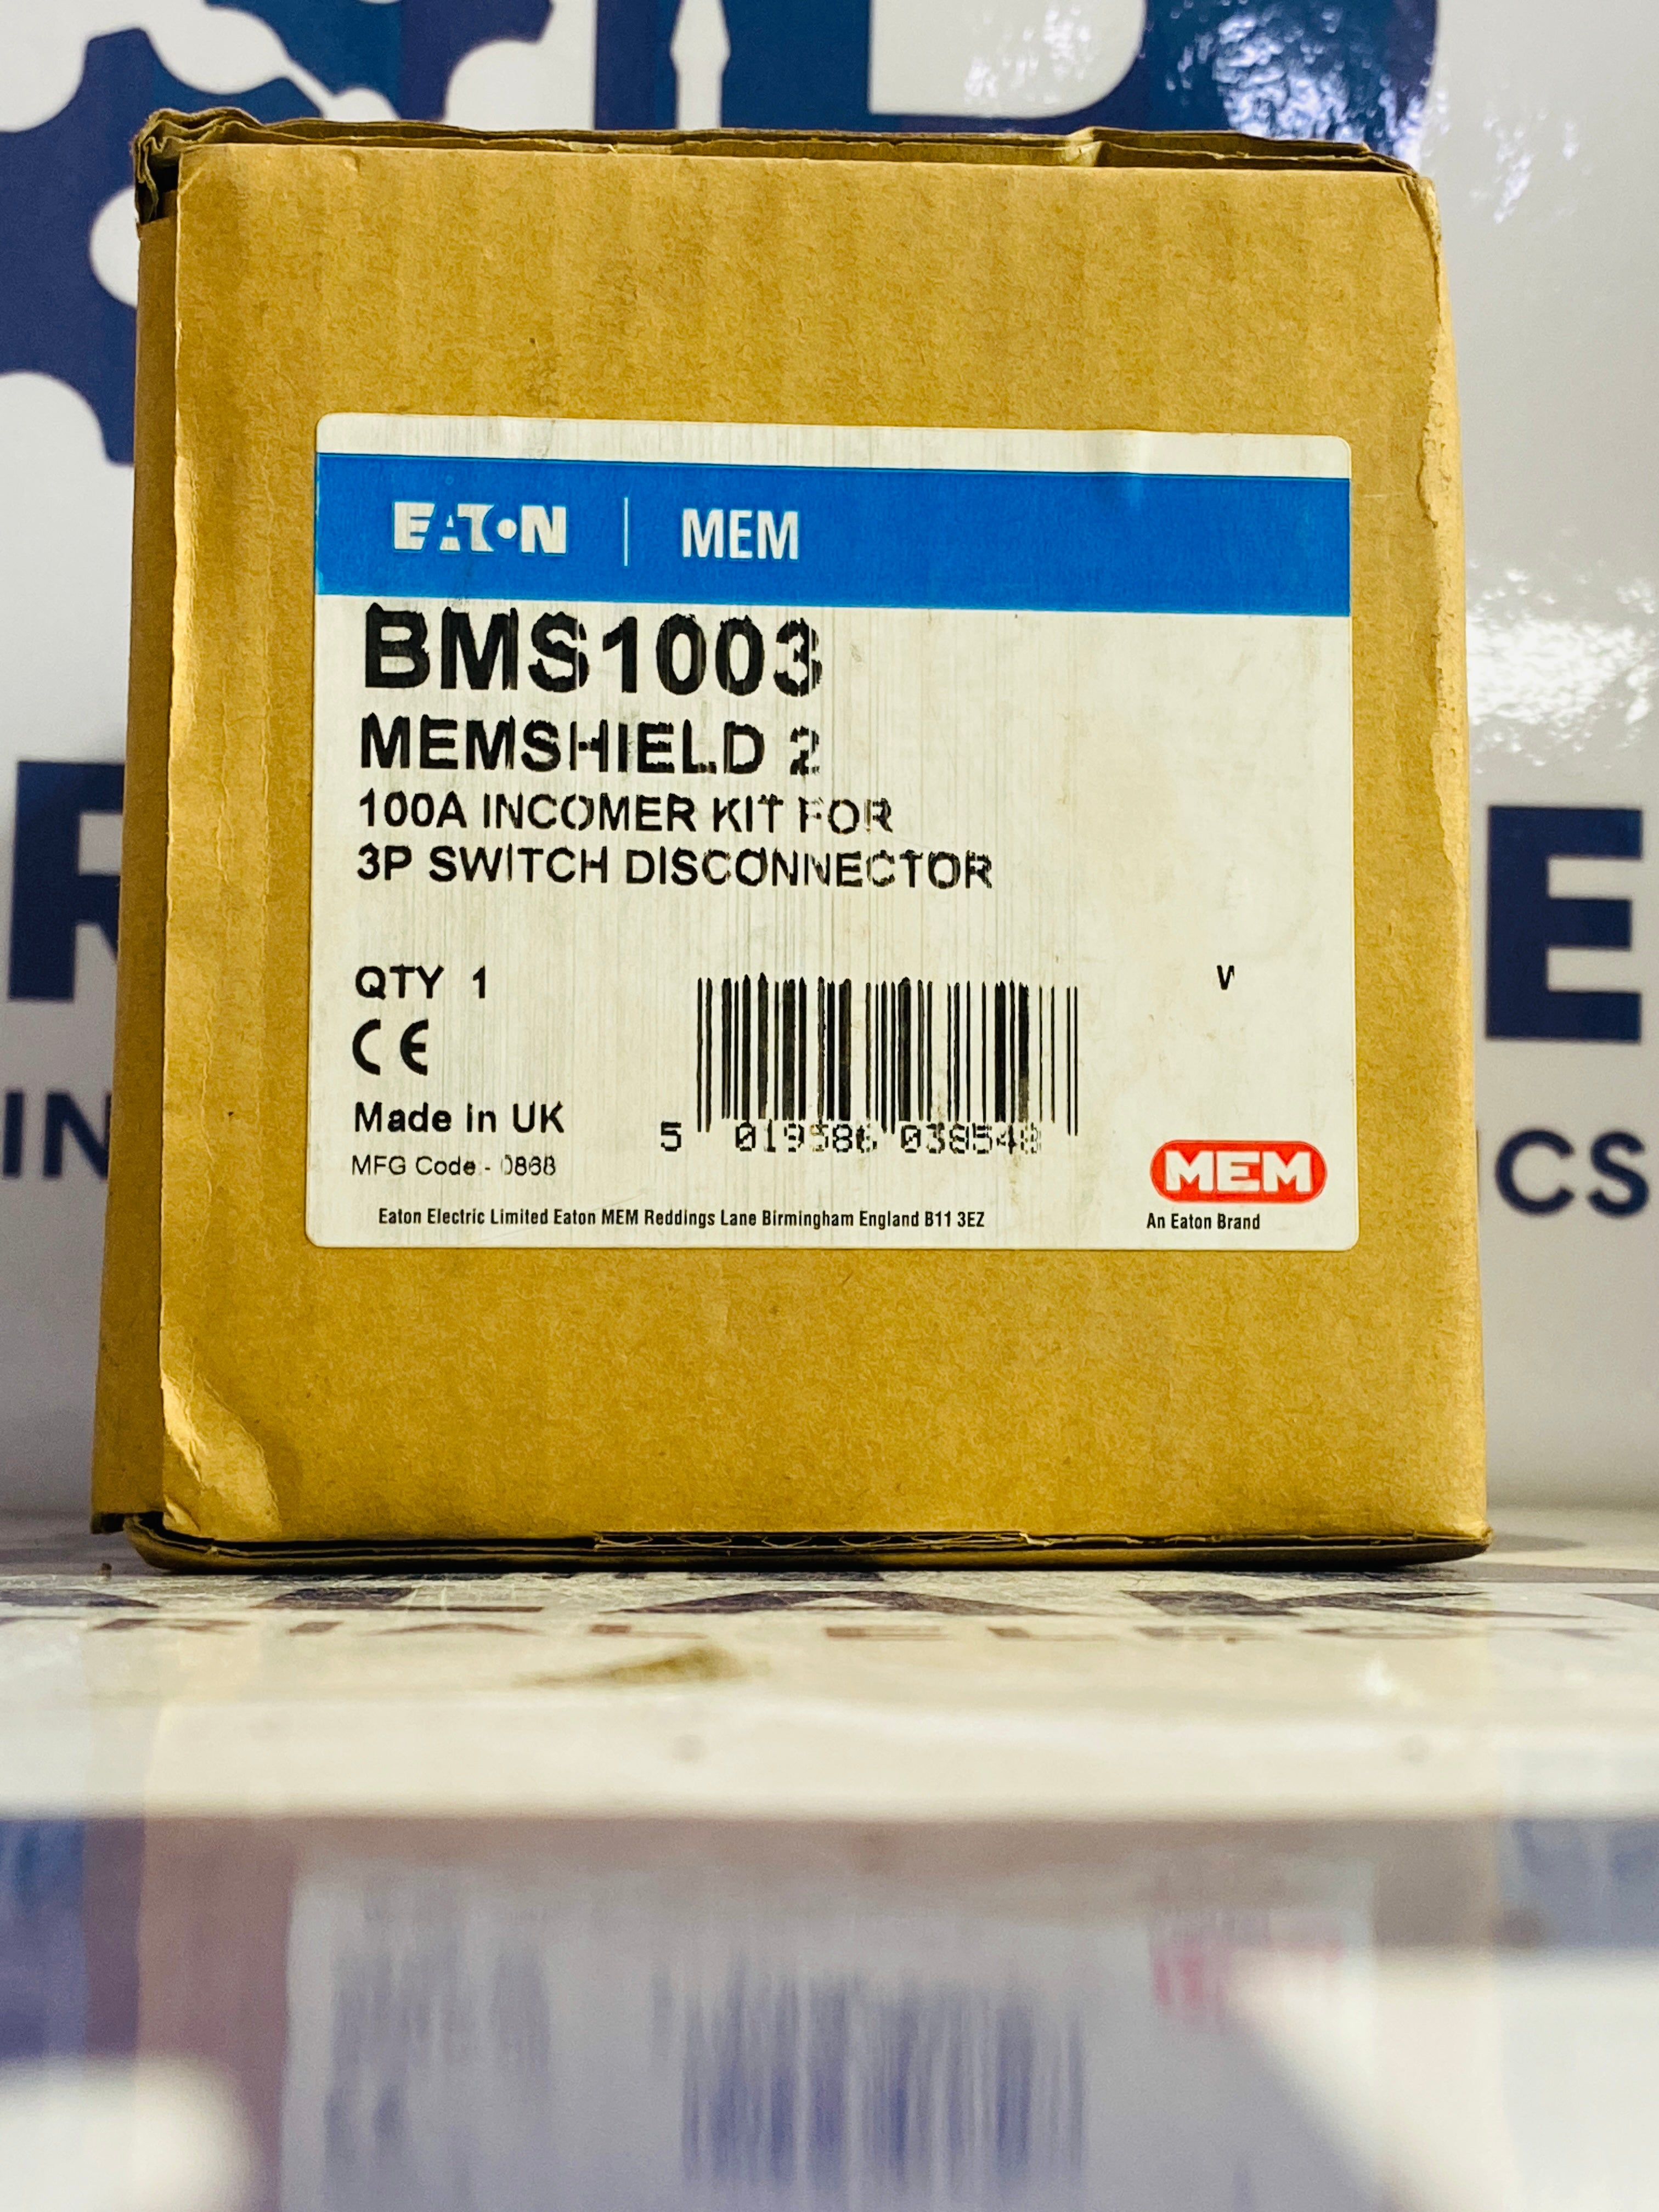 EATON | MEM
BMS1003
MEMSHIELD 2
100A INCOMER KIT FOR
3P SWITCH DISCONNECTOR
QTY 1
CE
Made in UK
MFG Code - 0868
5 019586 038548
MEM
An Eaton Brand
Eaton Electric Limited Eaton MEM Reddings Lane Birmingham England B11 3EZ